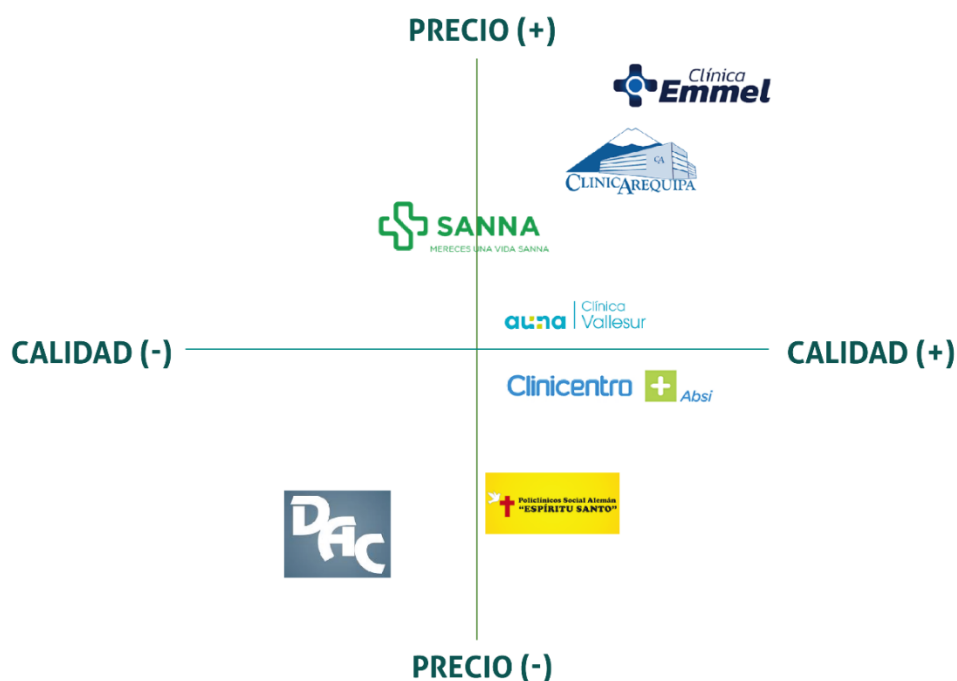 PRECIO (+)
Clínica
Emmel
CA
CLINICAREQUIPA
SANNA
MERECES UNA VIDA SANNA
auna
Clínica
Vallesur
CALIDAD (-)
CALIDAD (+)
Clinicentro + Absi
Policlínicos Social Alemán
"ESPÍRITU SANTO"
DAC
PRECIO (-)